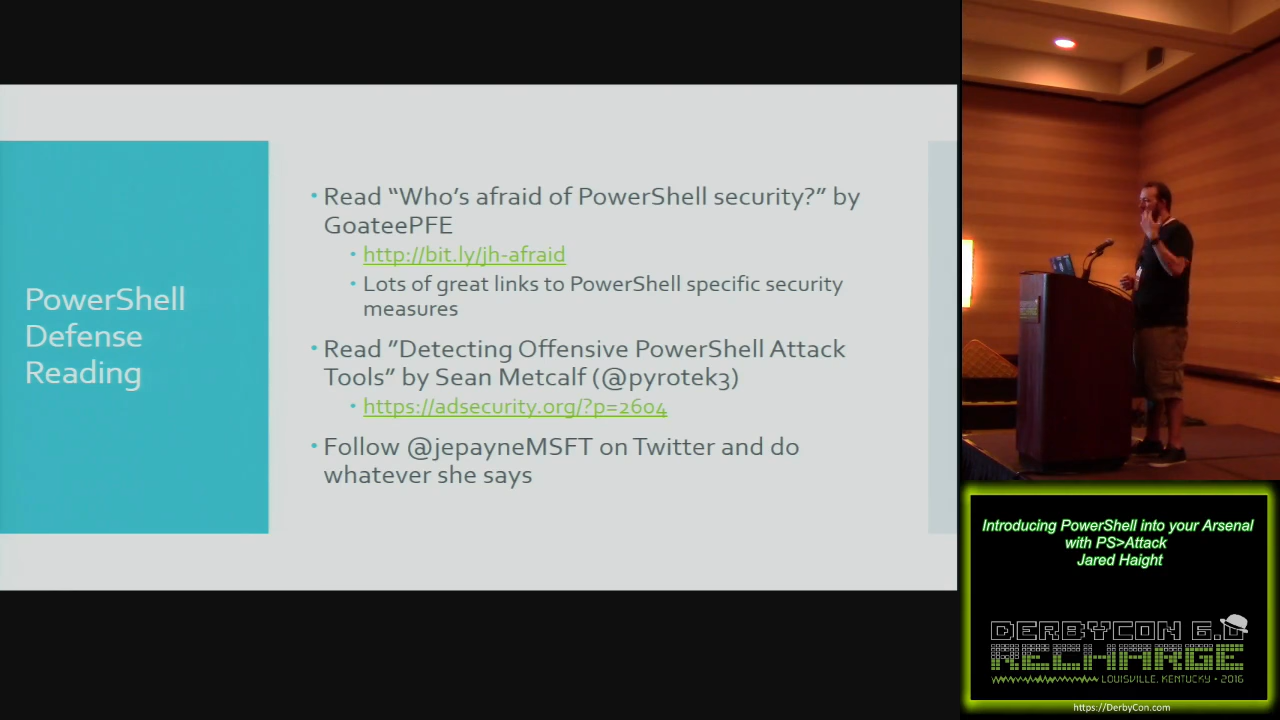 PowerShell
Defense
Reading
Read “Who’s afraid of PowerShell security?” by
GoateePFE
http://bit.ly/jh-afraid
Lots of great links to PowerShell specific security
measures
Read ”Detecting Offensive PowerShell Attack
Tools” by Sean Metcalf (@pyrotek3)
https://adsecurity.org/?p=2604
Follow @jepayneMSFT on Twitter and do
whatever she says
Introducing PowerShell into your Arsenal
with PS>Attack
Jared Haight
DERBYCON 6.0
RECHARGE
LOUISVILLE, KENTUCKY • 2016
https://DerbyCon.com